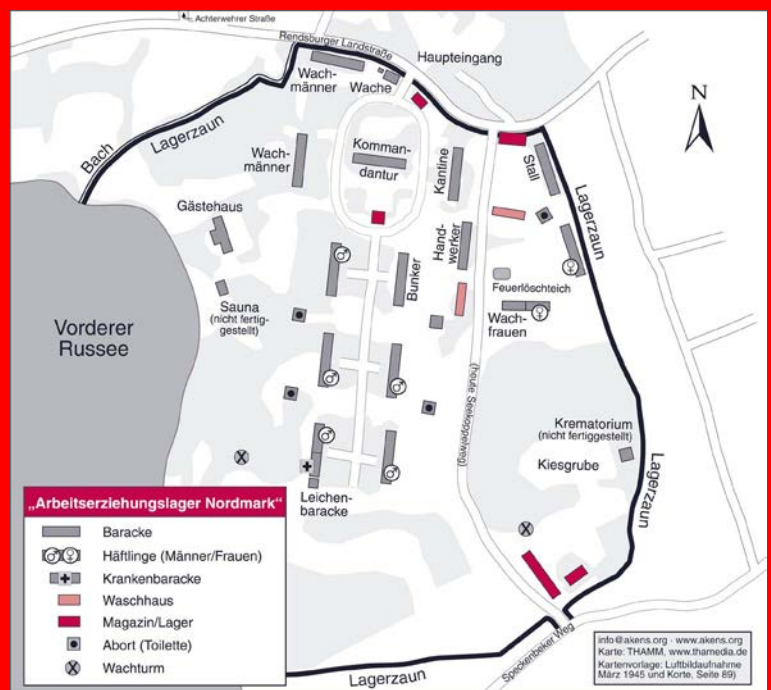 Achterwehrer Straße
Rendsburger Landstraße
Haupteingang
Wach-
männer
Wache
N
Bach
Lagerzaun
Wach-
männer
Komman-
dantur
Kantine
Stall
Lagerzaun
Gästehaus
Hand-
werker
Bunker
Feuerlöschteich
Sauna
(nicht fertig-
gestellt)
Wach-
frauen
Vorderer
Russee
(heute Seekoppelweg)
Krematorium
(nicht fertiggestellt)
Kiesgrube
Lagerzaun
Leichen-
baracke
„Arbeitserziehungslager Nordmark“
Baracke
Häftlinge (Männer/Frauen)
Krankenbaracke
Waschhaus
Magazin/Lager
Abort (Toilette)
Wachturm
Lagerzaun
Speckenbeker Weg
info@akens.org - www.akens.org
Karte: THAMM, www.thamedia.de
Kartenvorlage: Luftbildaufnahme
März 1945 und Korte, Seite 89)